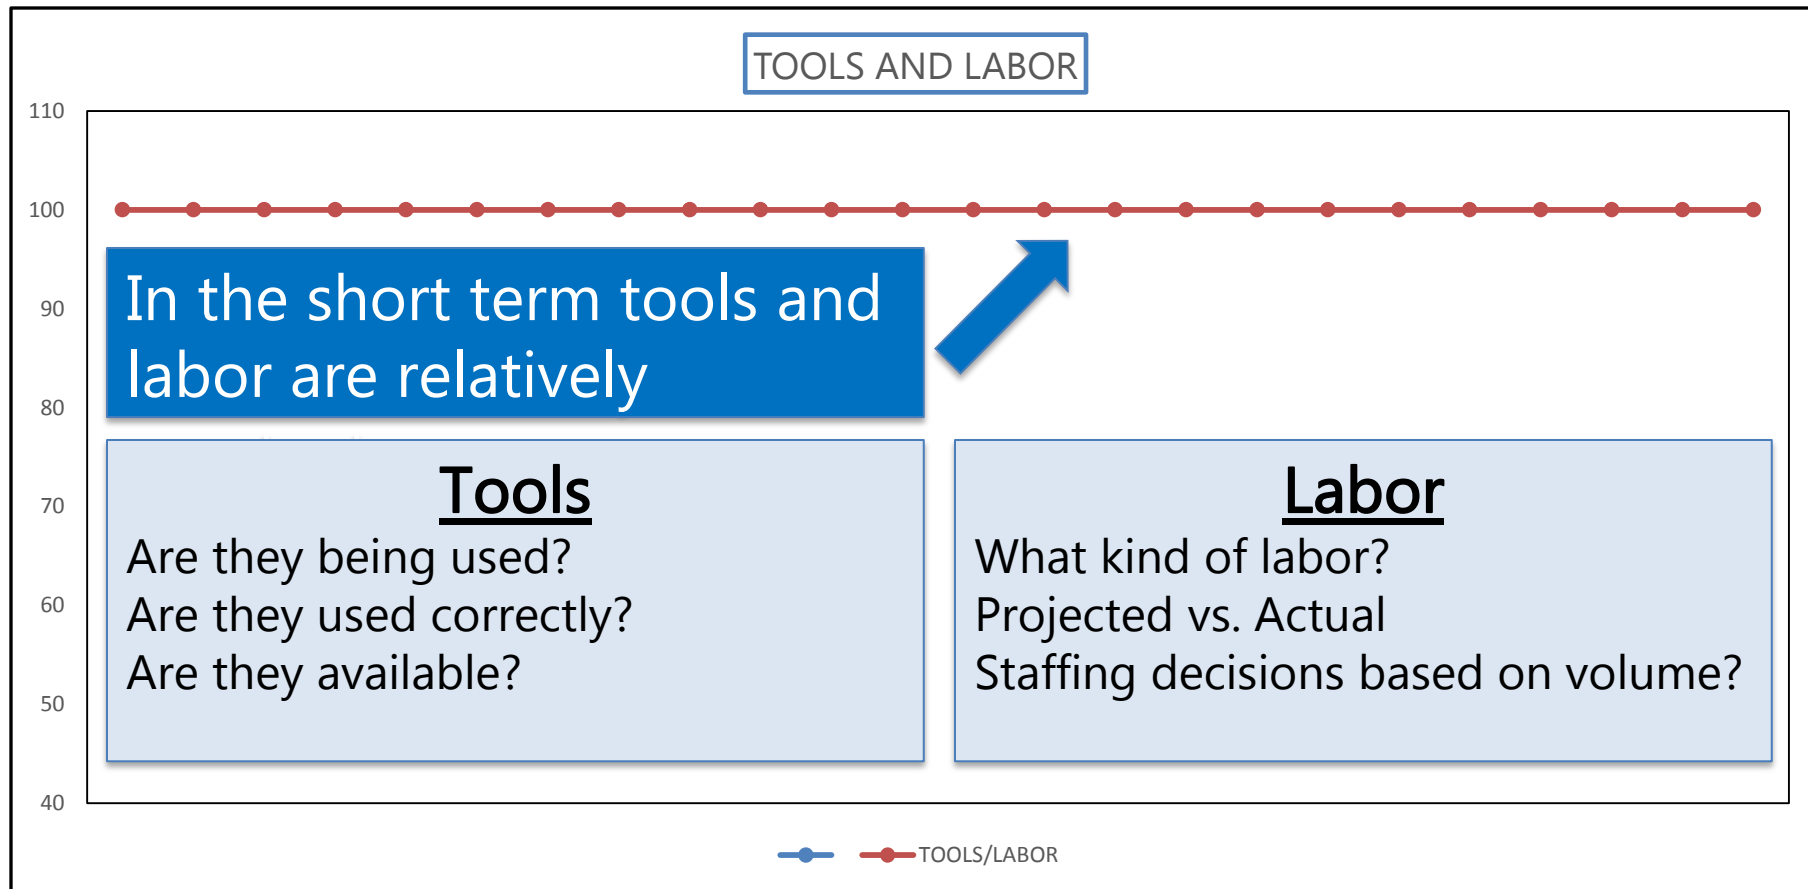 TOOLS AND LABOR
110
100
90
80
70
60
50
40
In the short term tools and
labor are relatively
Tools
Are they being used?
Are they used correctly?
Are they available?
Labor
What kind of labor?
Projected vs. Actual
Staffing decisions based on volume?
TOOLS/LABOR